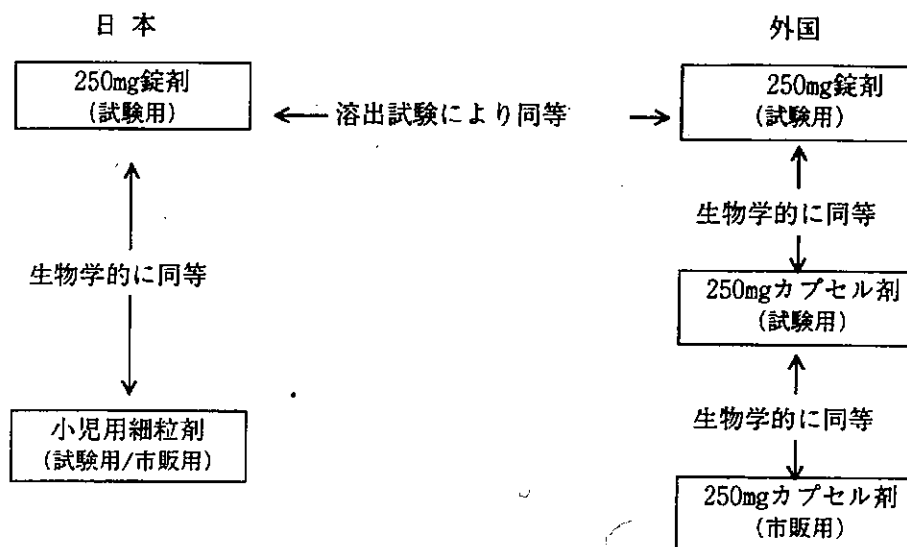 日 本
外国
250mg錠剤
(試験用)
← 溶出試験により同等 →
250mg錠剤
(試験用)
生物学的に同等
生物学的に同等
250mgカプセル剤
(試験用)
生物学的に同等
小児用細粒剤
(試験用/市販用)
250mgカプセル剤
(市販用)